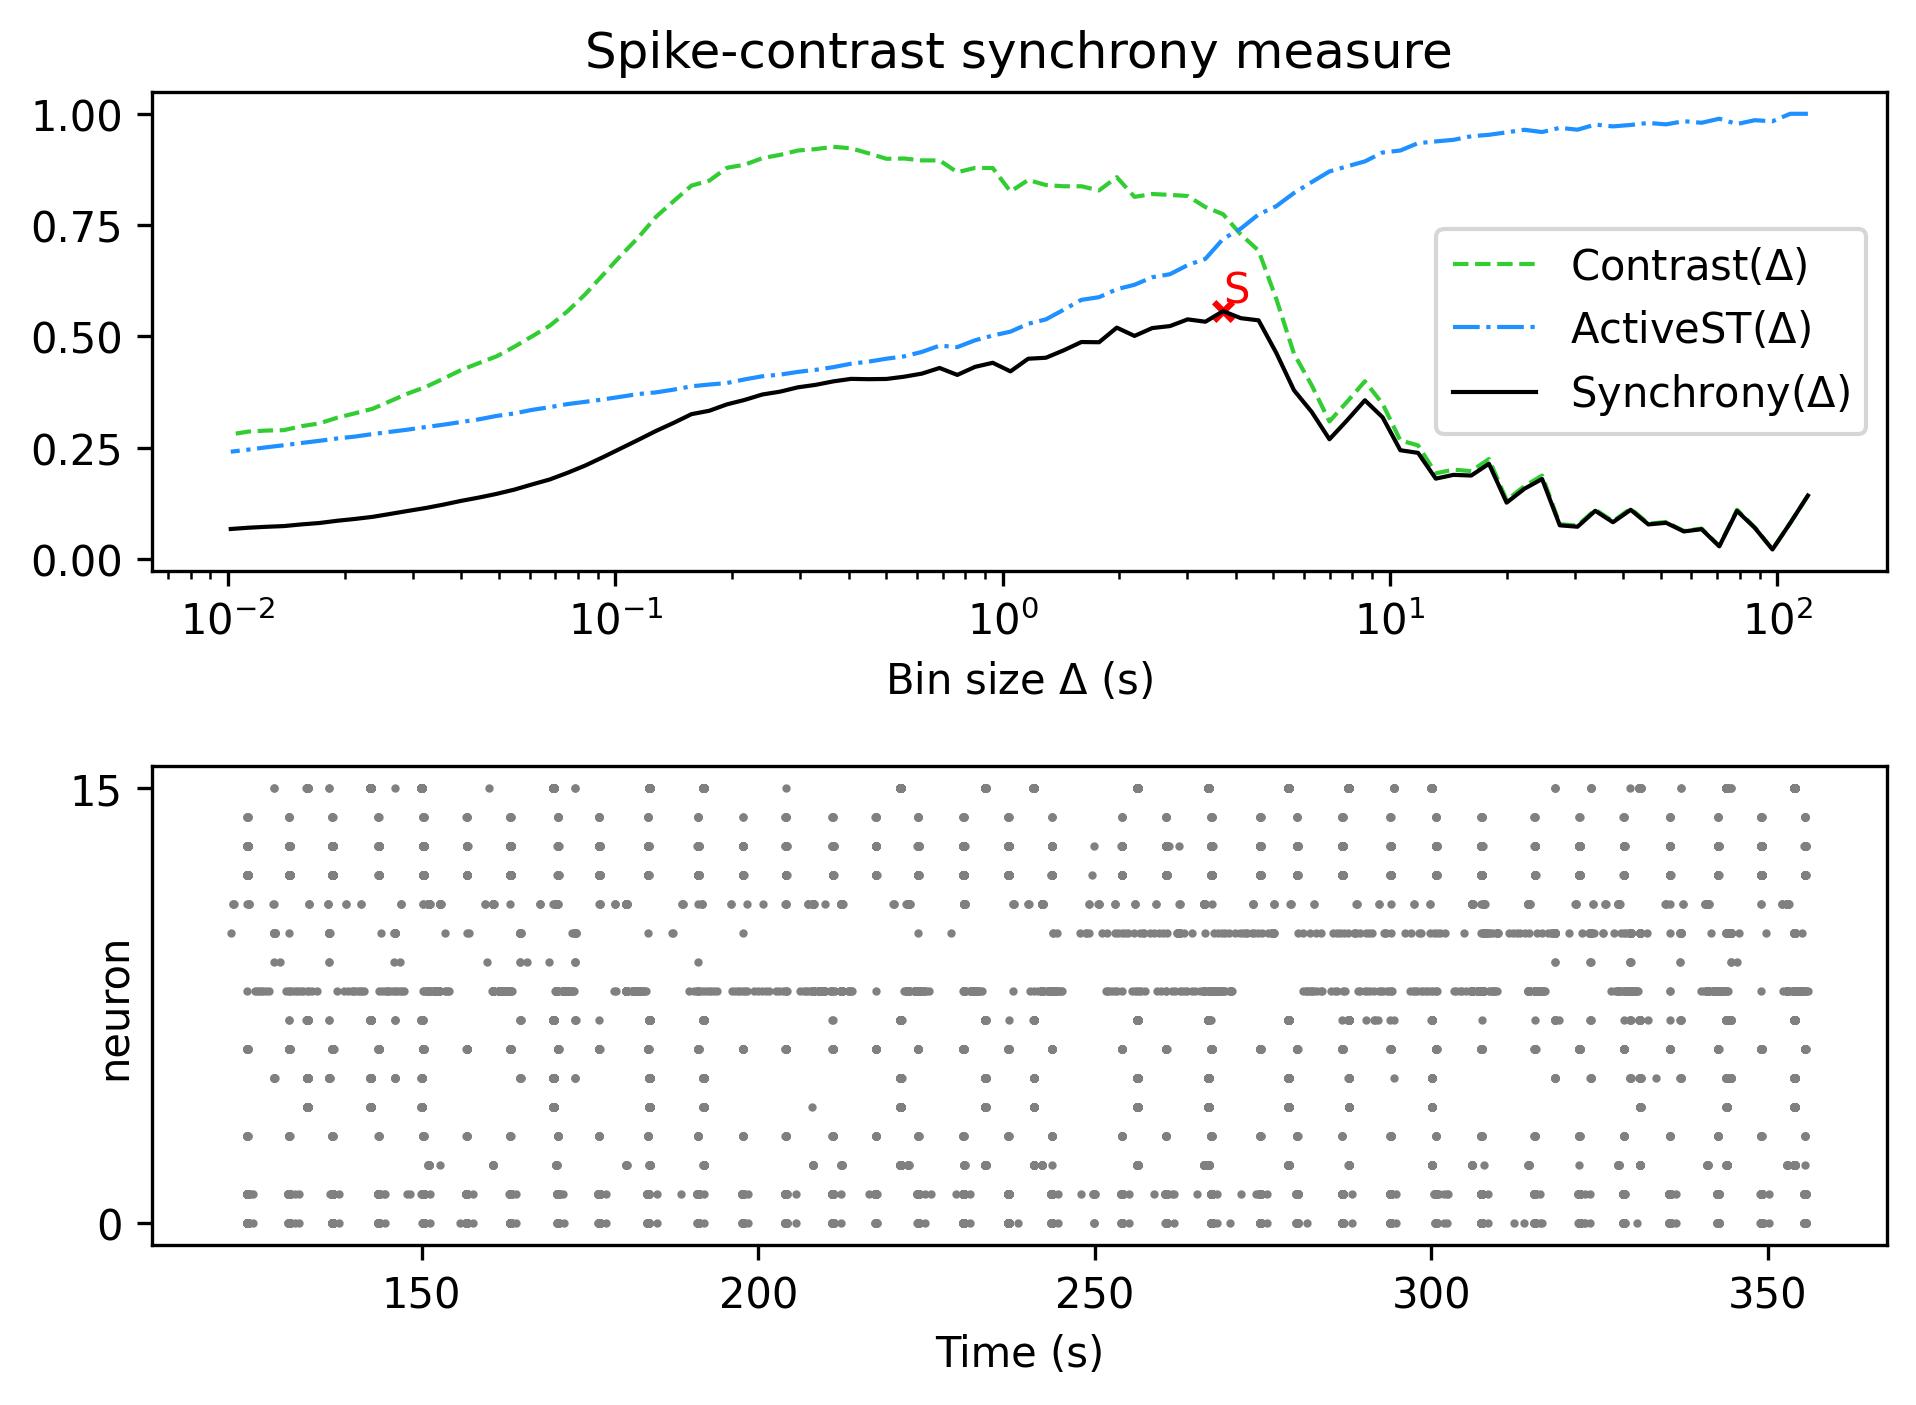 Spike-contrast synchrony measure
1.00
0.75
0.50
0.25
0.00
S
Contrast(Δ)
ActiveST(Δ)
Synchrony(Δ)
10⁻² 10⁻¹ 10⁰ 10¹ 10²
Bin size Δ (s)
15
neuron
0
150 200 250 300 350
Time (s)